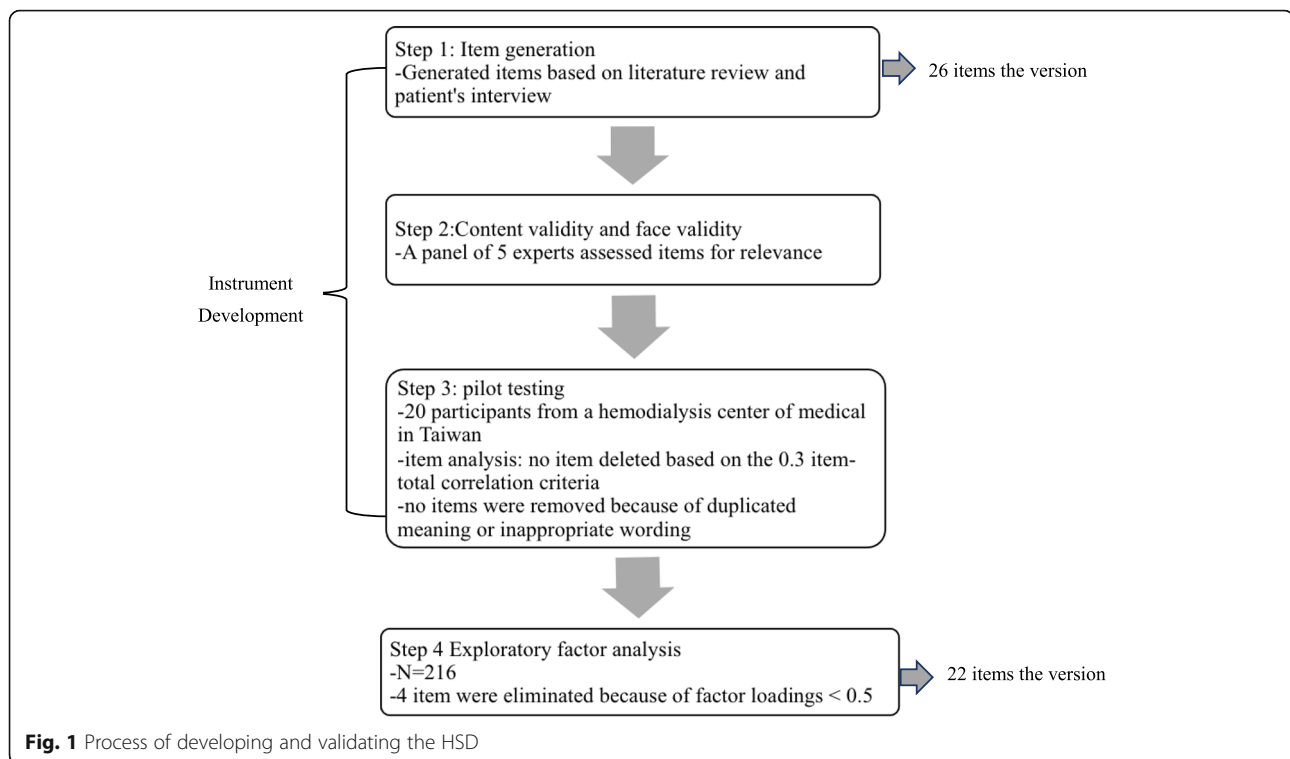 Step 1: Item generation
-Generated items based on literature review and
patient's interview
26 items the version
Step 2:Content validity and face validity
-A panel of 5 experts assessed items for relevance
Instrument
Development
Step 3: pilot testing
-20 participants from a hemodialysis center of medical
in Taiwan
-item analysis: no item deleted based on the 0.3 item-
total correlation criteria
-no items were removed because of duplicated
meaning or inappropriate wording
Step 4 Exploratory factor analysis
-N=216
-4 item were eliminated because of factor loadings < 0.5
22 items the version
Fig. 1 Process of developing and validating the HSD